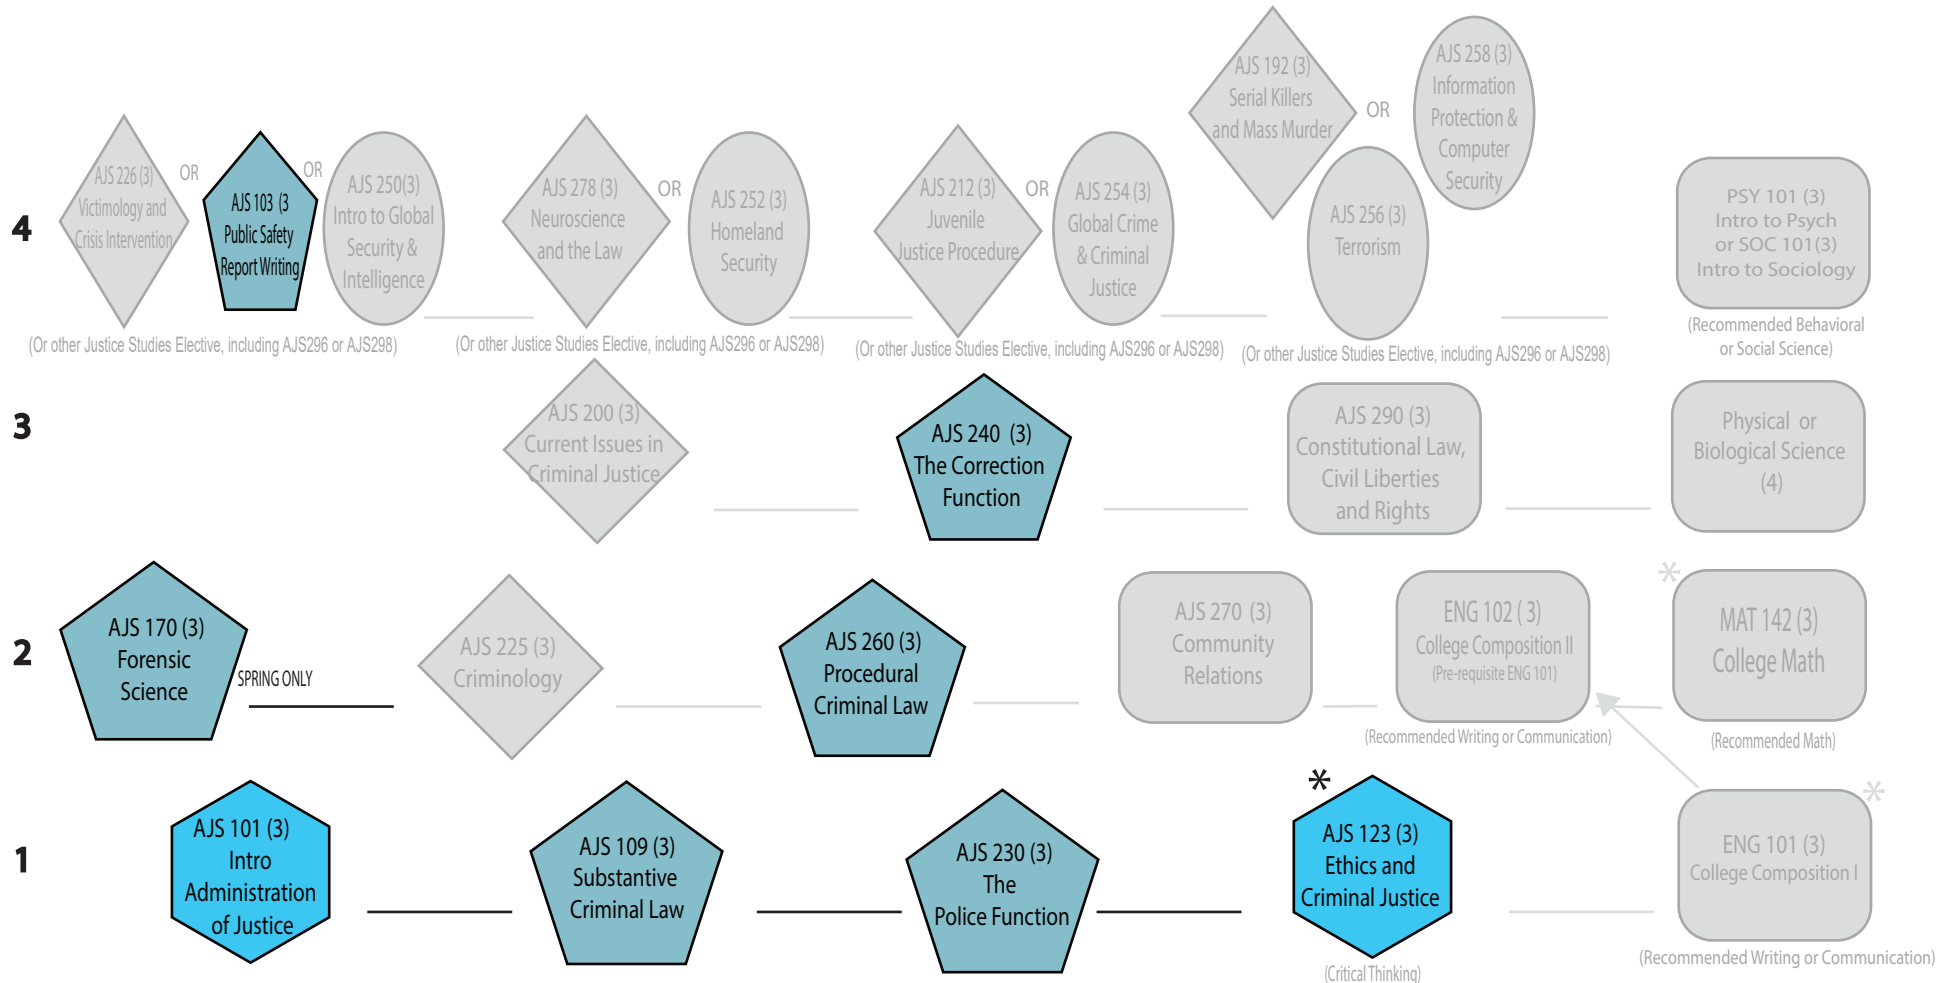 4
AJS 226 (3)
Victimology and
Crisis Intervention
OR
AJS 103 (3
Public Safety
Report Writing
OR
AJS 250(3)
Intro to Global
Security &
Intelligence
(Or other Justice Studies Elective, including AJS296 or AJS298)
AJS 278 (3)
Neuroscience
and the Law
OR
AJS 252 (3)
Homeland
Security
(Or other Justice Studies Elective, including AJS296 or AJS298)
AJS 212 (3)
Juvenile
Justice Procedure
OR
AJS 254 (3)
Global Crime
& Criminal
Justice
(Or other Justice Studies Elective, including AJS296 or AJS298)
AJS 192 (3)
Serial Killers
and Mass Murder
OR
AJS 258 (3)
Information
Protection &
Computer
Security
AJS 256 (3)
Terrorism
(Or other Justice Studies Elective, including AJS296 or AJS298)
PSY 101 (3)
Intro to Psych
or SOC 101(3)
Intro to Sociology
(Recommended Behavioral
or Social Science)
3
AJS 200 (3)
Current Issues in
Criminal Justice
AJS 240 (3)
The Correction
Function
AJS 290 (3)
Constitutional Law,
Civil Liberties
and Rights
Physical or
Biological Science
(4)
2
AJS 170 (3)
Forensic
Science
SPRING ONLY
AJS 225 (3)
Criminology
AJS 260 (3)
Procedural
Criminal Law
AJS 270 (3)
Community
Relations
ENG 102 ( 3)
College Composition II
(Pre-requisite ENG 101)
(Recommended Writing or Communication)
*
MAT 142 (3)
College Math
(Recommended Math)
1
AJS 101 (3)
Intro
Administration
of Justice
AJS 109 (3)
Substantive
Criminal Law
AJS 230 (3)
The
Police Function
*
AJS 123 (3)
Ethics and
Criminal Justice
(Critical Thinking)
*
ENG 101 (3)
College Composition I
(Recommended Writing or Communication)